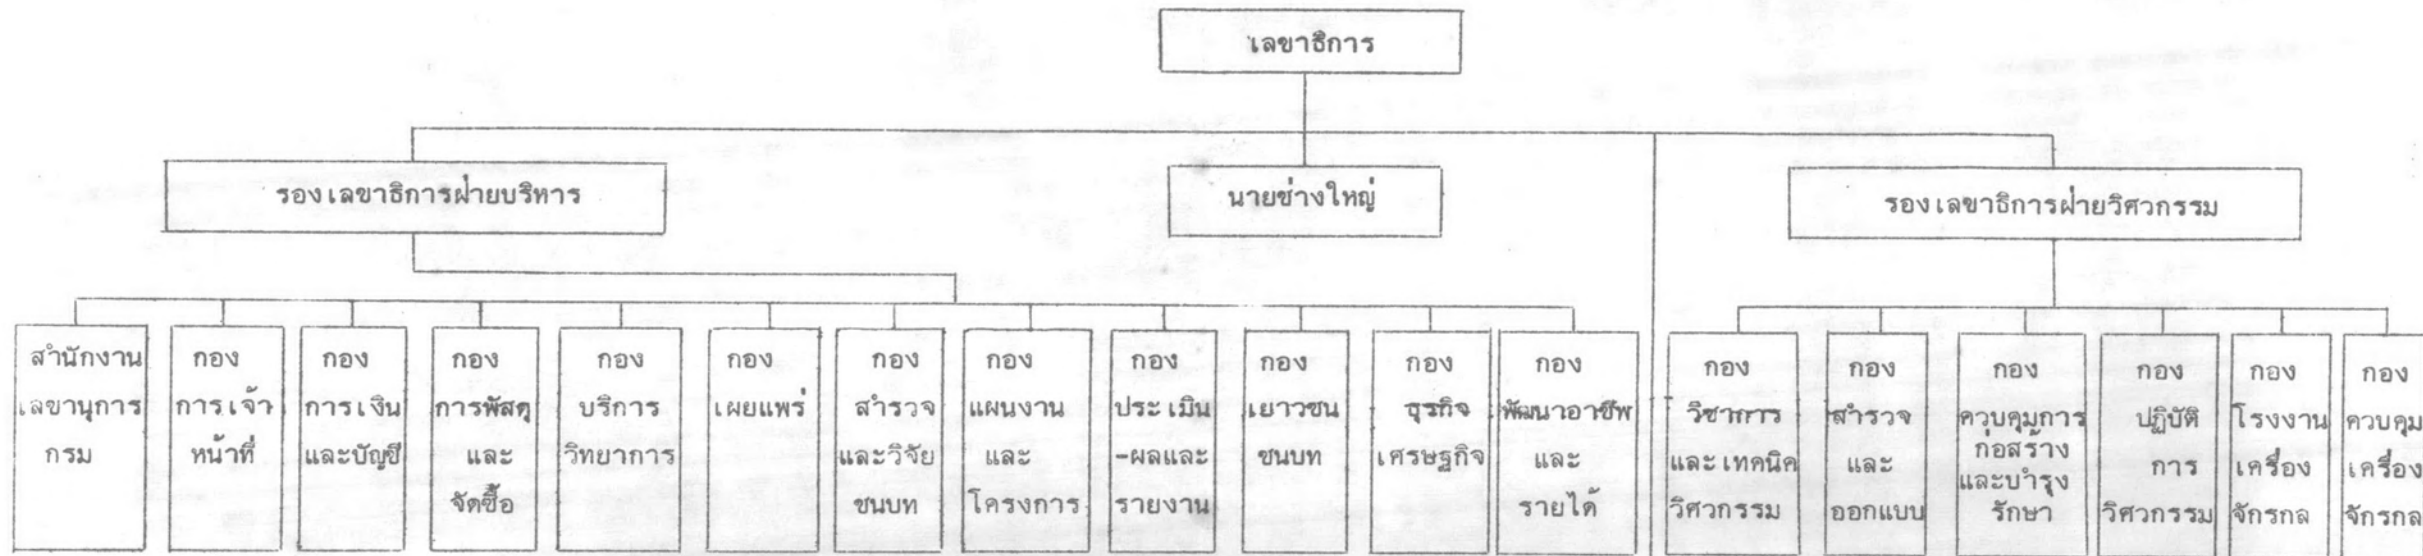 เลขาธิการ
รองเลขาธิการฝ่ายบริหาร
นายช่างใหญ่
รองเลขาธิการฝ่ายวิศวกรรม
สำนักงาน
เลขานุการ
กรม
กอง
การเจ้า
หน้าที่
กอง
การเงิน
และบัญชี
กอง
การพัสดุ
และ
จัดซื้อ
กอง
บริการ
วิทยาการ
กอง
เผยแพร่
กอง
สำรวจ
และวิจัย
ชนบท
กอง
แผนงาน
และ
โครงการ
กอง
ประเมิน
-ผลและ
รายงาน
กอง
เยาวชน
ชนบท
กอง
ธุรกิจ
เศรษฐกิจ
กอง
พัฒนาอาชีพ
และ
รายได้
กอง
วิชาการ
และเทคนิค
วิศวกรรม
กอง
สำรวจ
และ
ออกแบบ
กอง
ควบคุมการ
ก่อสร้าง
และบำรุง
รักษา
กอง
ปฏิบัติ
การ
วิศวกรรม
กอง
โรงงาน
เครื่อง
จักรกล
กอง
ควบคุม
เครื่อง
จักรกล